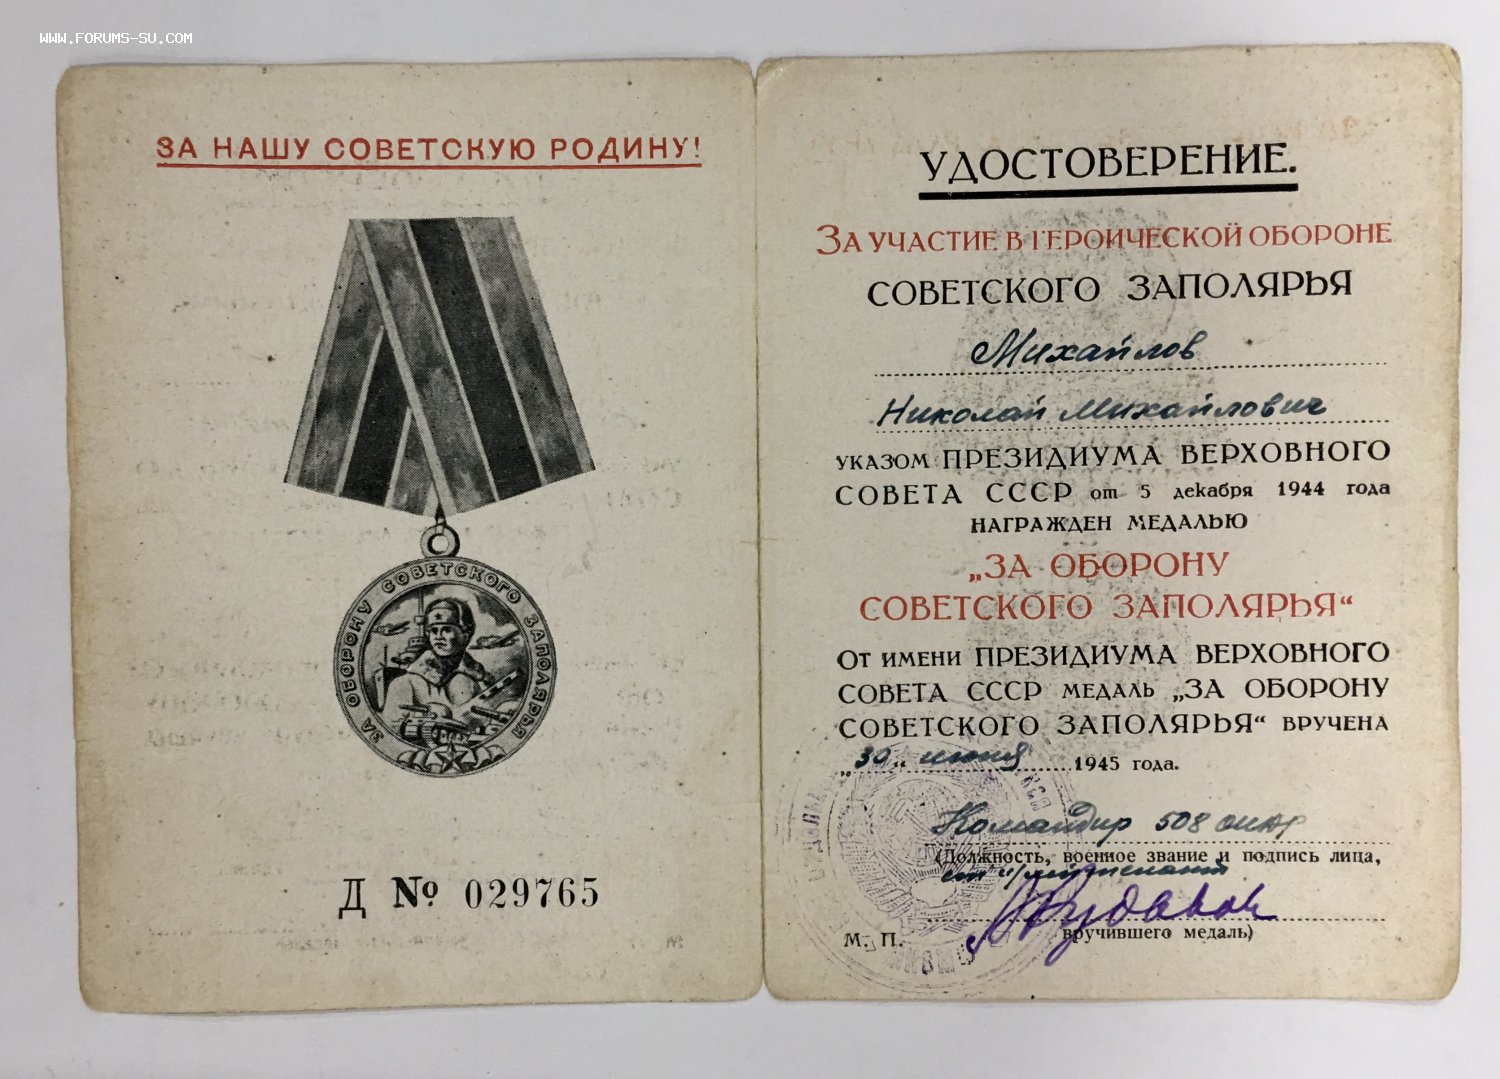 WWW.FORUMS-SU.COM
ЗА НАШУ СОВЕТСКУЮ РОДИНУ!
ЗА ОБОРОНУ СОВЕТСКОГО ЗАПОЛЯРЬЯ
Д № 029765
УДОСТОВЕРЕНИЕ.
ЗА УЧАСТИЕ В ГЕРОИЧЕСКОЙ ОБОРОНЕ
СОВЕТСКОГО ЗАПОЛЯРЬЯ
Михайлов
Николай Михайлович
УКАЗОМ ПРЕЗИДИУМА ВЕРХОВНОГО
СОВЕТА СССР от 5 декабря 1944 года
НАГРАЖДЕН МЕДАЛЬЮ
„ЗА ОБОРОНУ
СОВЕТСКОГО ЗАПОЛЯРЬЯ“
ОТ ИМЕНИ ПРЕЗИДИУМА ВЕРХОВНОГО
СОВЕТА СССР МЕДАЛЬ „ЗА ОБОРОНУ
СОВЕТСКОГО ЗАПОЛЯРЬЯ“ ВРУЧЕНА
„30„ июня 1945 года.
Командир 508
(Должность, военное звание и подпись лица,
вручившего медаль)
М. П.